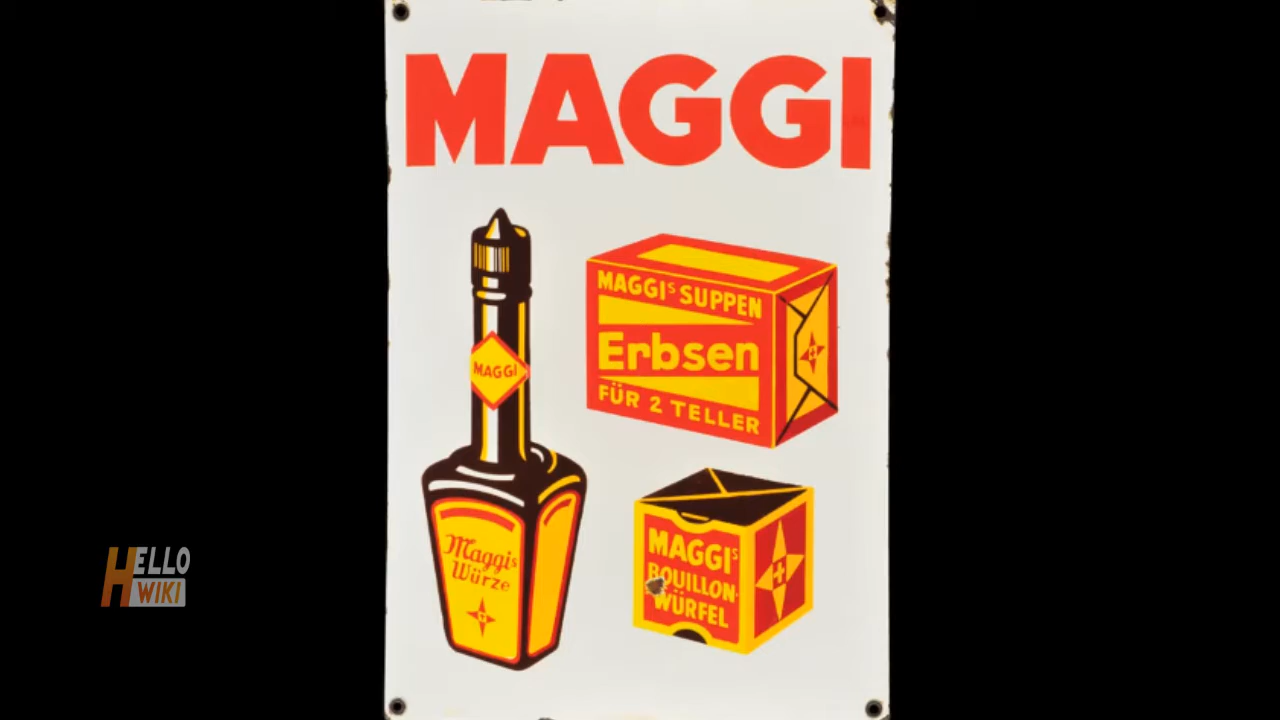 MAGGI
MAGGIS SUPPEN
Erbsen
FÜR 2 TELLER
MAGGI
Maggis
Würze
MAGGIS
BOUILLON-
WÜRFEL
HELLO
WIKI